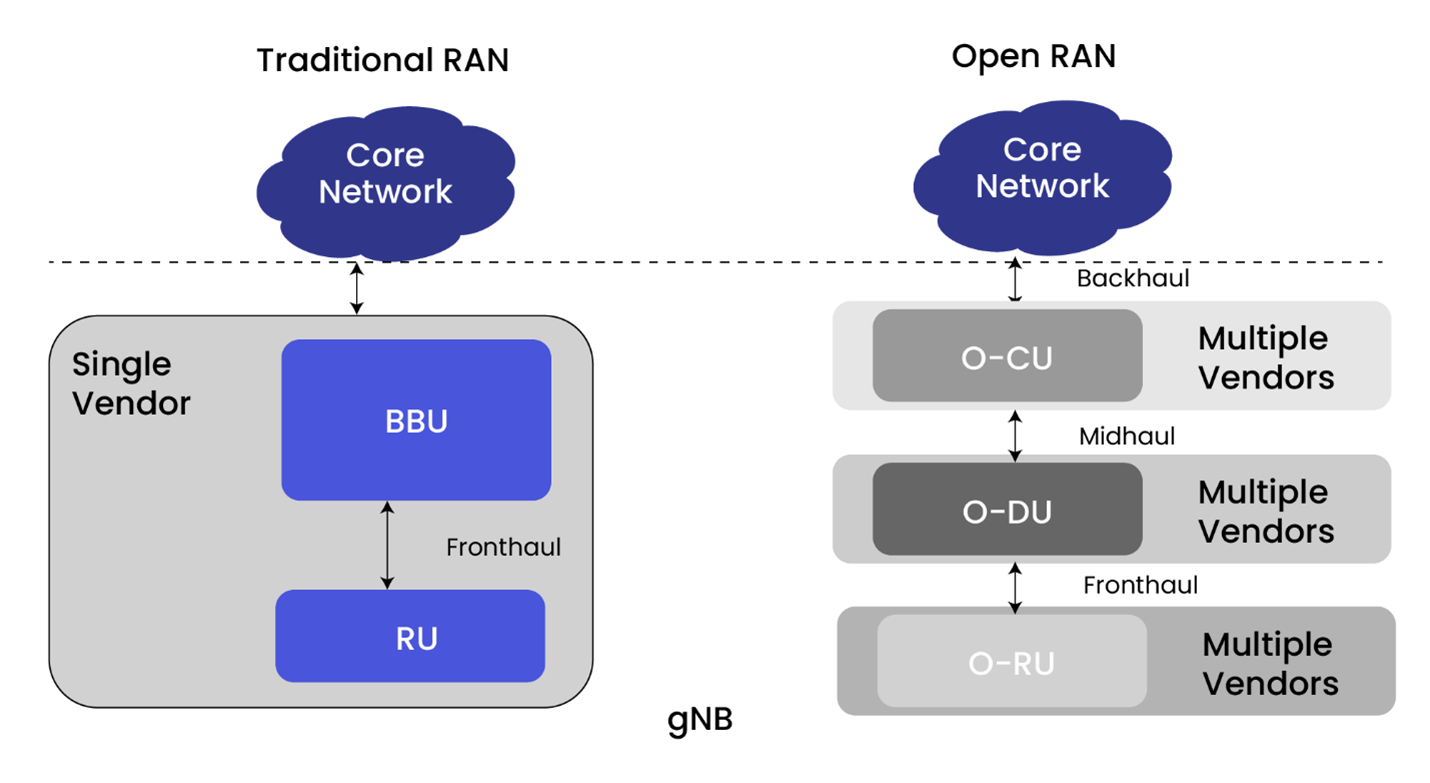 Traditional RAN
Core
Network
Single
Vendor
BBU
Fronthaul
RU
gNB
Open RAN
Core
Network
Backhaul
O-CU
Multiple
Vendors
Midhaul
O-DU
Multiple
Vendors
Fronthaul
O-RU
Multiple
Vendors